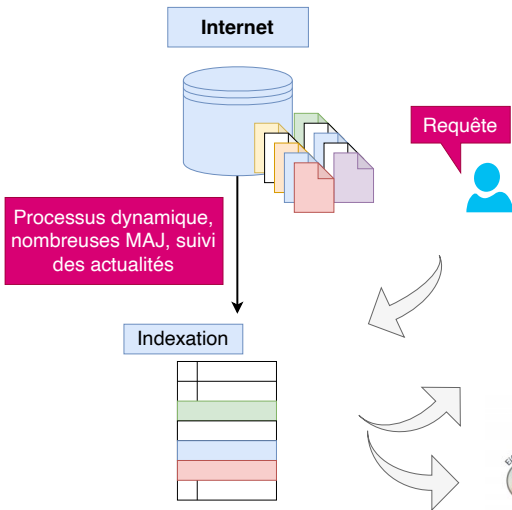 Internet
Requête
Processus dynamique,
nombreuses MAJ, suivi
des actualités
Indexation